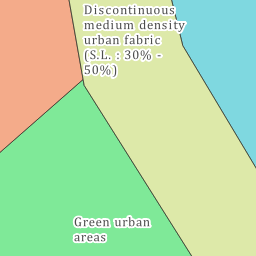 Discontinuous
medium density
urban fabric
(S.L. : 30% -
50%)
Green urban
areas